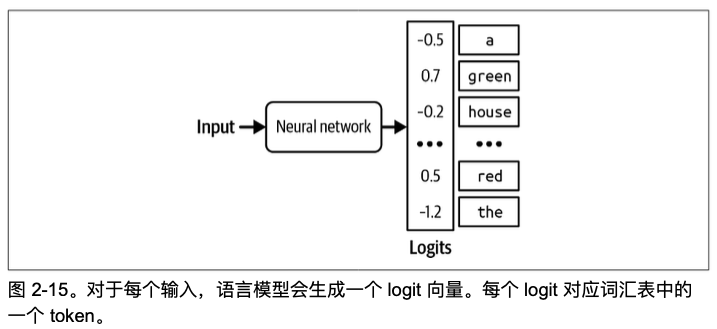 -0.5 a
0.7 green
-0.2 house
Input Neural network
••• •••
0.5 red
-1.2 the
Logits
图 2-15。对于每个输入，语言模型会生成一个 logit 向量。每个 logit 对应词汇表中的
一个 token。